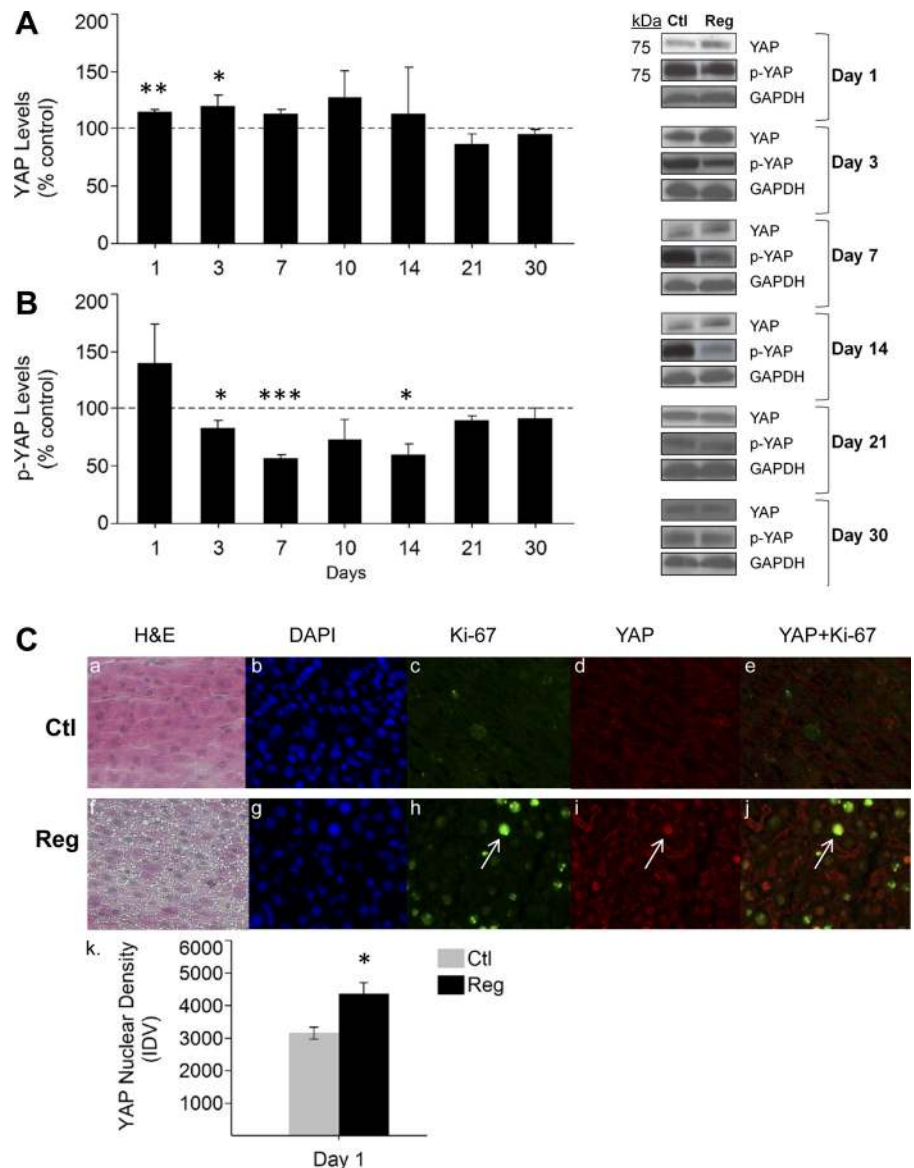 A
YAP Levels
(% control)
200
150
100
50
0
** *
1 3 7 10 14 21 30
B
p-YAP Levels
(% control)
200
150
100
50
0
* *** *
1 3 7 10 14 21 30
Days
kDa Ctl Reg
75 YAP
75 p-YAP
GAPDH
Day 1
YAP
p-YAP
GAPDH
Day 3
YAP
p-YAP
GAPDH
Day 7
YAP
p-YAP
GAPDH
Day 14
YAP
p-YAP
GAPDH
Day 21
YAP
p-YAP
GAPDH
Day 30
C
H&E DAPI Ki-67 YAP YAP+Ki-67
Ctl
a b c d e
Reg
f g h i j
k.
YAP Nuclear Density
(IDV)
6000
5000
4000
3000
2000
1000
*
Ctl
Reg
Day 1